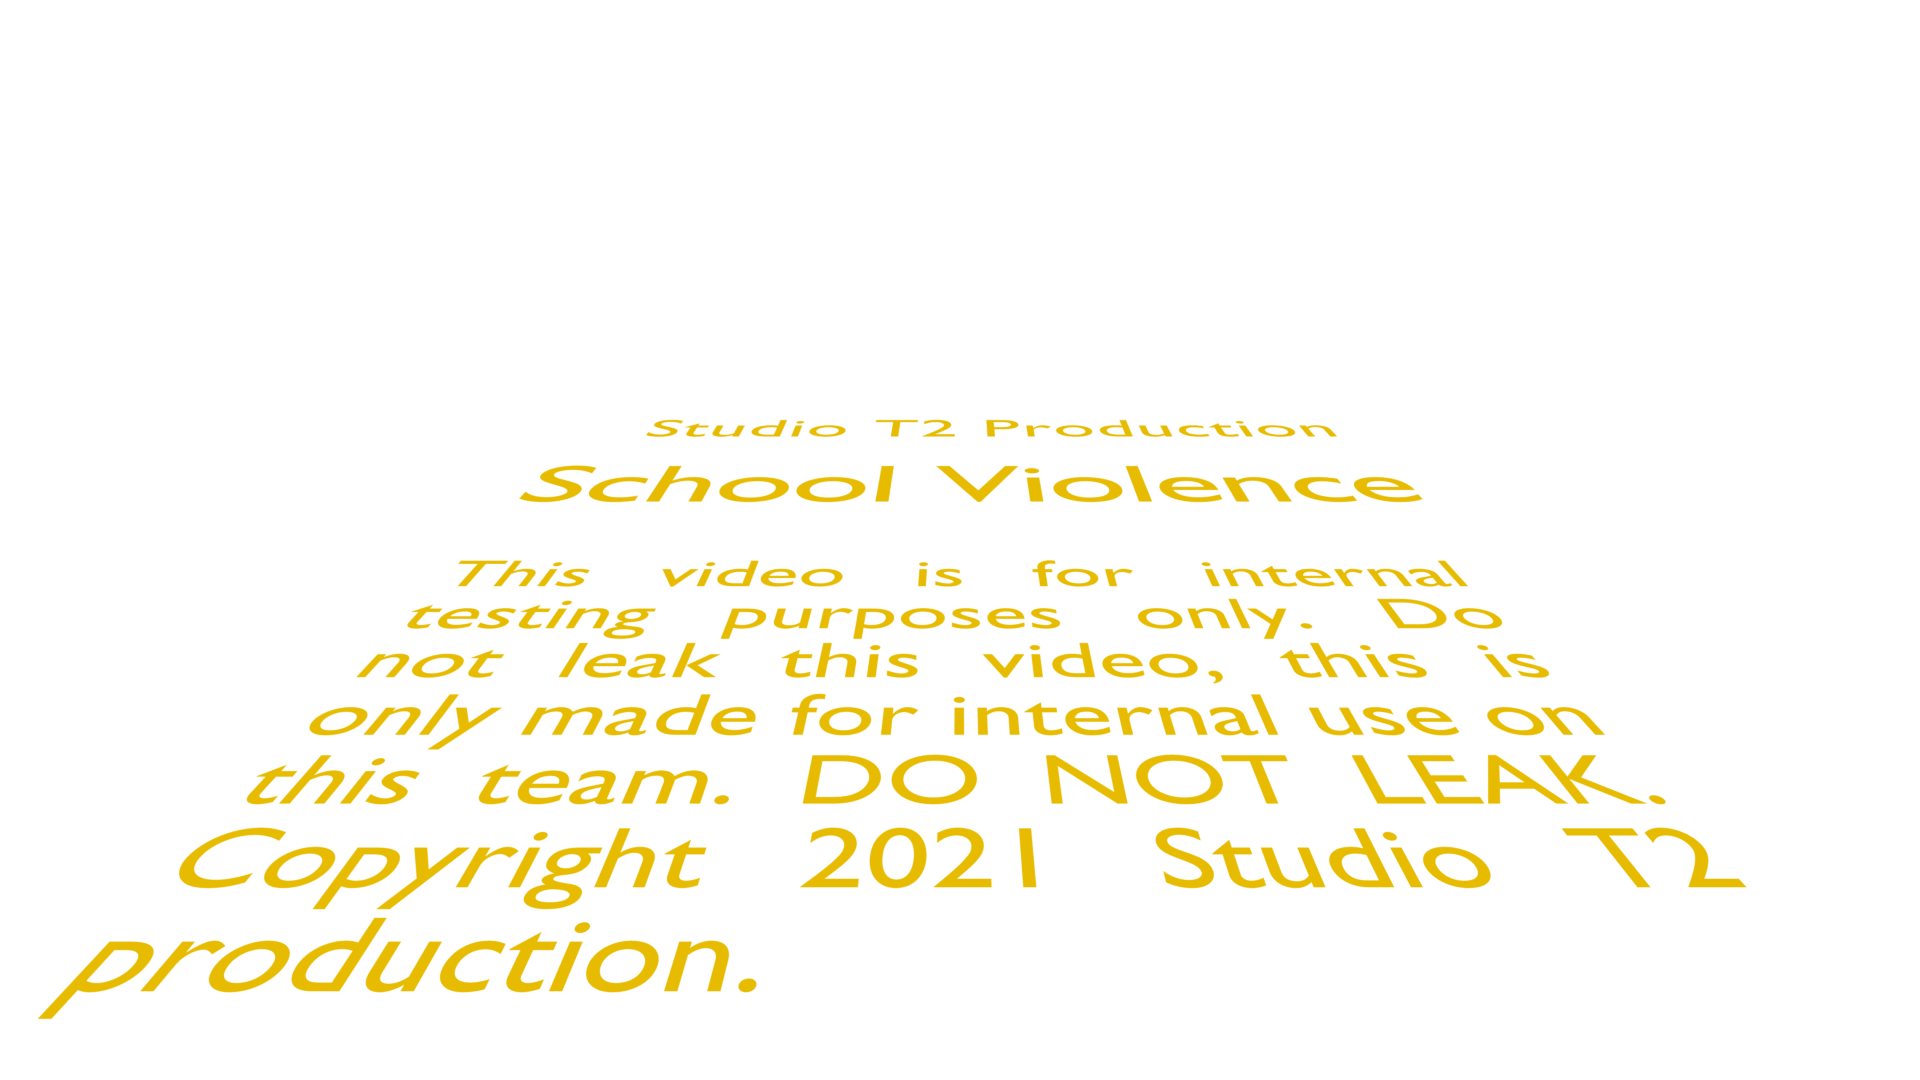 Studio T2 Production
School Violence
This video is for internal
testing purposes only. Do
not leak this video, this is
only made for internal use on
this team. DO NOT LEAK.
Copyright 2021 Studio T2
production.